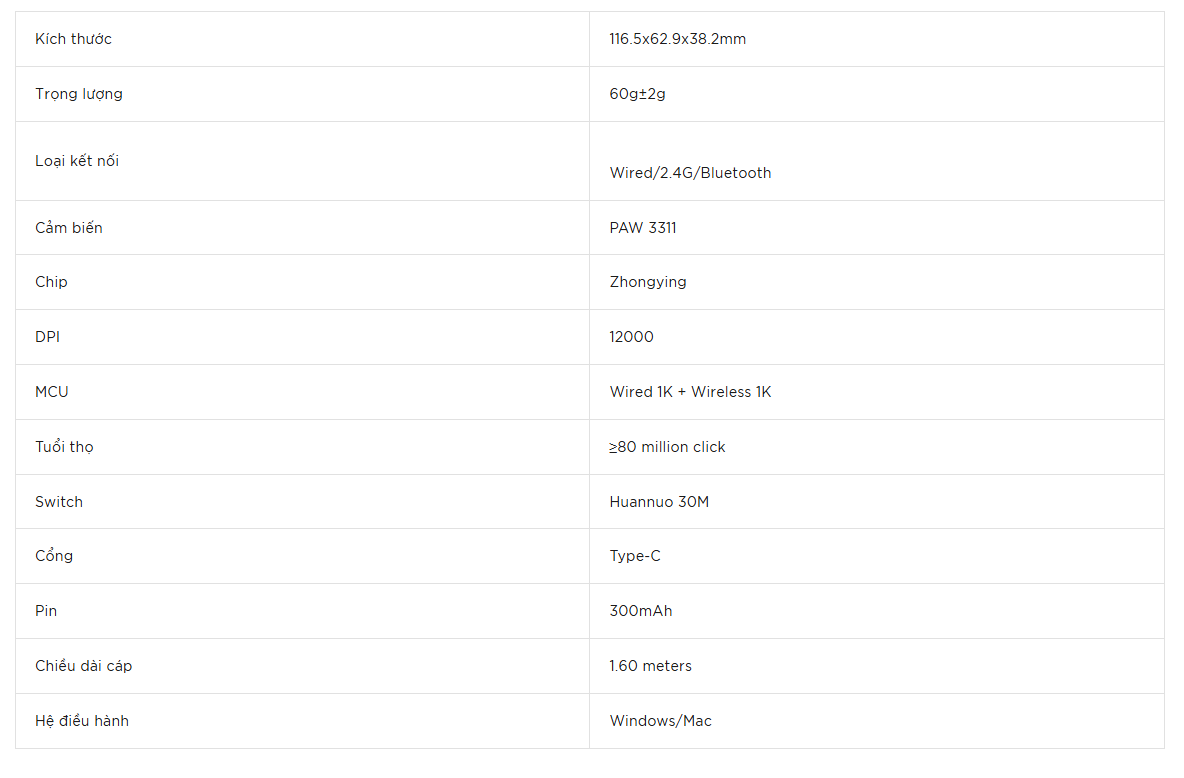 Kích thước
116.5x62.9x38.2mm
Trọng lượng
60g±2g
Loại kết nối
Wired/2.4G/Bluetooth
Cảm biến
PAW 3311
Chip
Zhongying
DPI
12000
MCU
Wired 1K + Wireless 1K
Tuổi thọ
≥80 million click
Switch
Huannuo 30M
Cổng
Type-C
Pin
300mAh
Chiều dài cáp
1.60 meters
Hệ điều hành
Windows/Mac